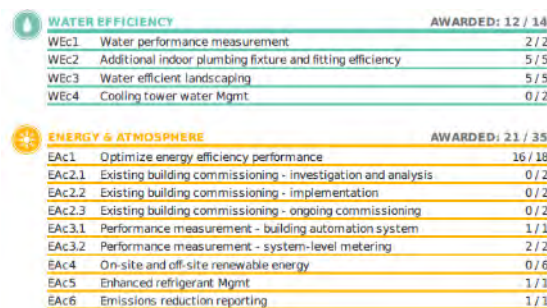 WATER EFFICIENCY AWARDED: 12 / 14
WEc1 Water performance measurement 2 / 2
WEc2 Additional indoor plumbing fixture and fitting efficiency 5 / 5
WEc3 Water efficient landscaping 5 / 5
WEc4 Cooling tower water Mgmt 0 / 2
ENERGY & ATMOSPHERE AWARDED: 21 / 35
EAc1 Optimize energy efficiency performance 16 / 18
EAc2.1 Existing building commissioning - investigation and analysis 0 / 2
EAc2.2 Existing building commissioning - implementation 0 / 2
EAc2.3 Existing building commissioning - ongoing commissioning 0 / 2
EAc3.1 Performance measurement - building automation system 1 / 1
EAc3.2 Performance measurement - system-level metering 2 / 2
EAc4 On-site and off-site renewable energy 0 / 6
EAc5 Enhanced refrigerant Mgmt 1 / 1
EAc6 Emissions reduction reporting 1 / 1